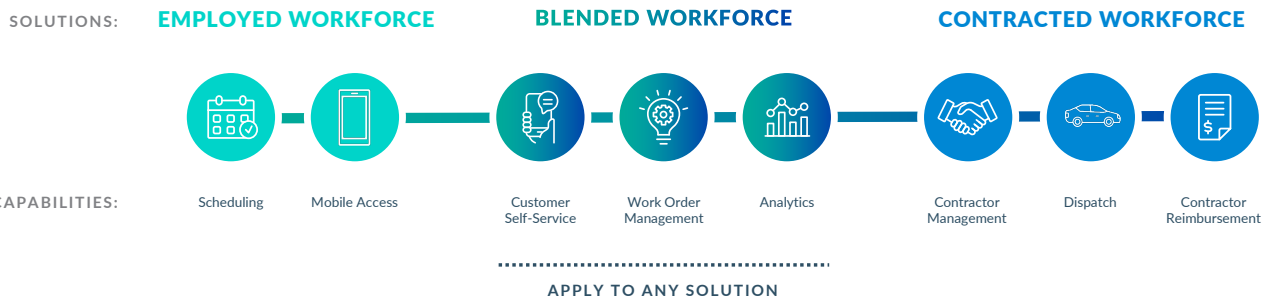 SOLUTIONS:
EMPLOYED WORKFORCE
BLENDED WORKFORCE
CONTRACTED WORKFORCE
$
CAPABILITIES:
Scheduling
Mobile Access
Customer
Self-Service
Work Order
Management
Analytics
Contractor
Management
Dispatch
Contractor
Reimbursement
APPLY TO ANY SOLUTION